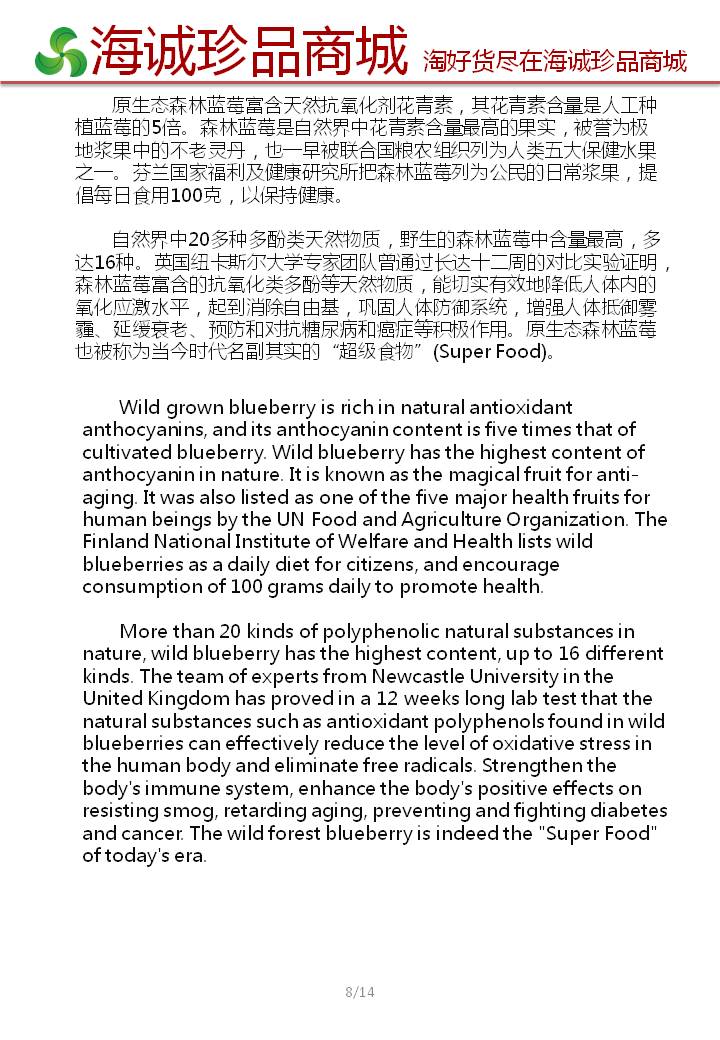 海诚珍品商城 淘好货尽在海诚珍品商城
原生态森林蓝莓富含天然抗氧化剂花青素，其花青素含量是人工种
植蓝莓的5倍。森林蓝莓是自然界中花青素含量最高的果实，被誉为极
地浆果中的不老灵丹，也一早被联合国粮农组织列为人类五大保健水果
之一。芬兰国家福利及健康研究所把森林蓝莓列为公民的日常浆果，提
倡每日食用100克，以保持健康。
自然界中20多种多酚类天然物质，野生的森林蓝莓中含量最高，多
达16种。英国纽卡斯尔大学专家团队曾通过长达十二周的对比实验证明，
森林蓝莓富含的抗氧化类多酚等天然物质，能切实有效地降低人体内的
氧化应激水平，起到消除自由基，巩固人体防御系统，增强人体抵御雾
霾、延缓衰老、预防和对抗糖尿病和癌症等积极作用。原生态森林蓝莓
也被称为当今时代名副其实的“超级食物”(Super Food)。
Wild grown blueberry is rich in natural antioxidant
anthocyanins, and its anthocyanin content is five times that of
cultivated blueberry. Wild blueberry has the highest content of
anthocyanin in nature. It is known as the magical fruit for anti-
aging. It was also listed as one of the five major health fruits for
human beings by the UN Food and Agriculture Organization. The
Finland National Institute of Welfare and Health lists wild
blueberries as a daily diet for citizens, and encourage
consumption of 100 grams daily to promote health.
More than 20 kinds of polyphenolic natural substances in
nature, wild blueberry has the highest content, up to 16 different
kinds. The team of experts from Newcastle University in the
United Kingdom has proved in a 12 weeks long lab test that the
natural substances such as antioxidant polyphenols found in wild
blueberries can effectively reduce the level of oxidative stress in
the human body and eliminate free radicals. Strengthen the
body's immune system, enhance the body's positive effects on
resisting smog, retarding aging, preventing and fighting diabetes
and cancer. The wild forest blueberry is indeed the "Super Food"
of today's era.
8/14